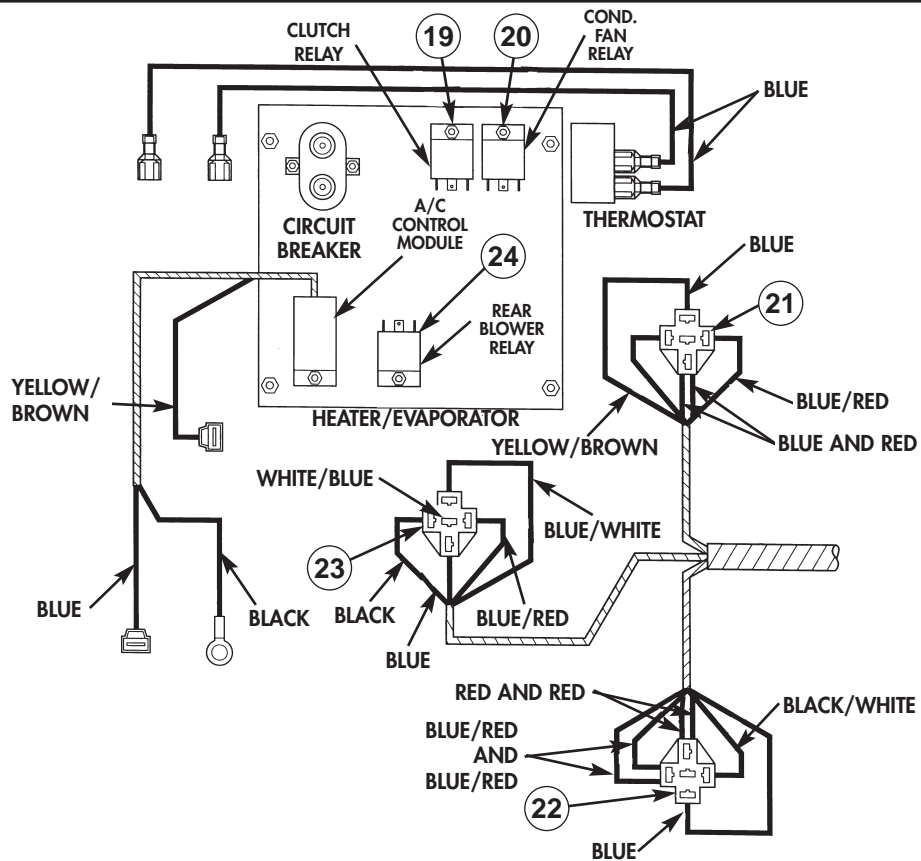 CLUTCH
RELAY
19
20
COND.
FAN
RELAY
BLUE
CIRCUIT
BREAKER
A/C
CONTROL
MODULE
THERMOSTAT
24
REAR
BLOWER
RELAY
BLUE
21
YELLOW/
BROWN
HEATER/EVAPORATOR
BLUE/RED
YELLOW/BROWN
BLUE AND RED
WHITE/BLUE
BLUE/WHITE
23
BLUE
BLACK
BLACK
BLUE/RED
BLUE
RED AND RED
BLACK/WHITE
BLUE/RED
AND
BLUE/RED
22
BLUE